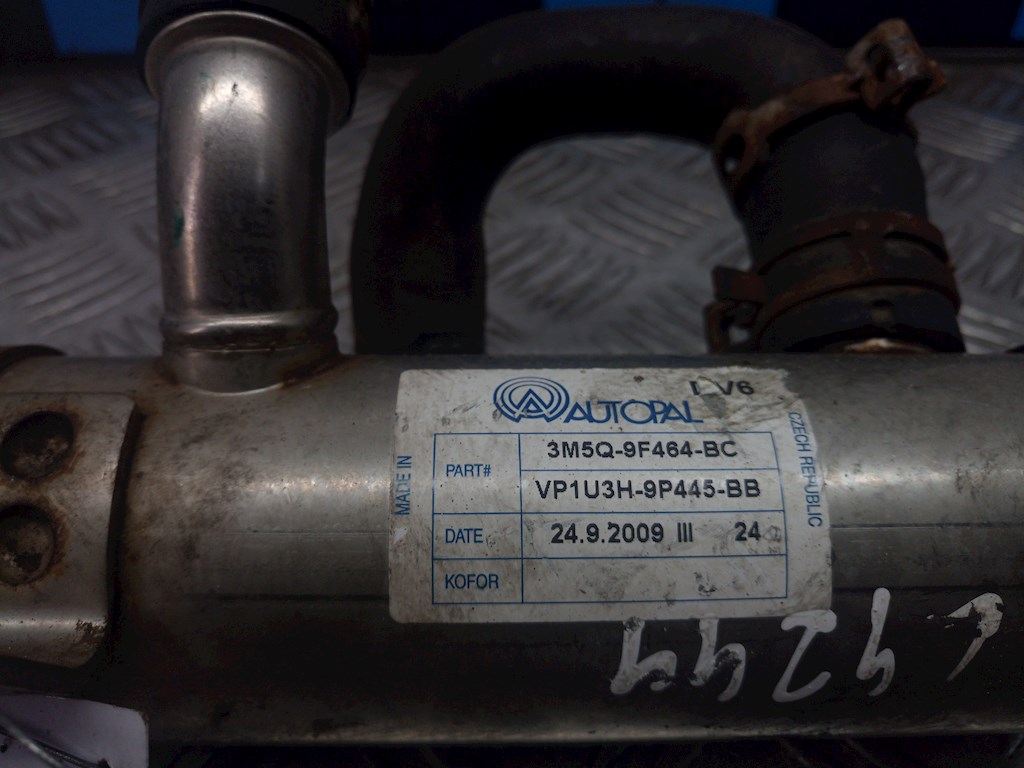 AUTOPAL
MADE IN
PART#
3M5Q-9F464-BC
VP1U3H-9P445-BB
DATE
24.9.2009 III 24
KOFOR
CZECH REPUBLIC